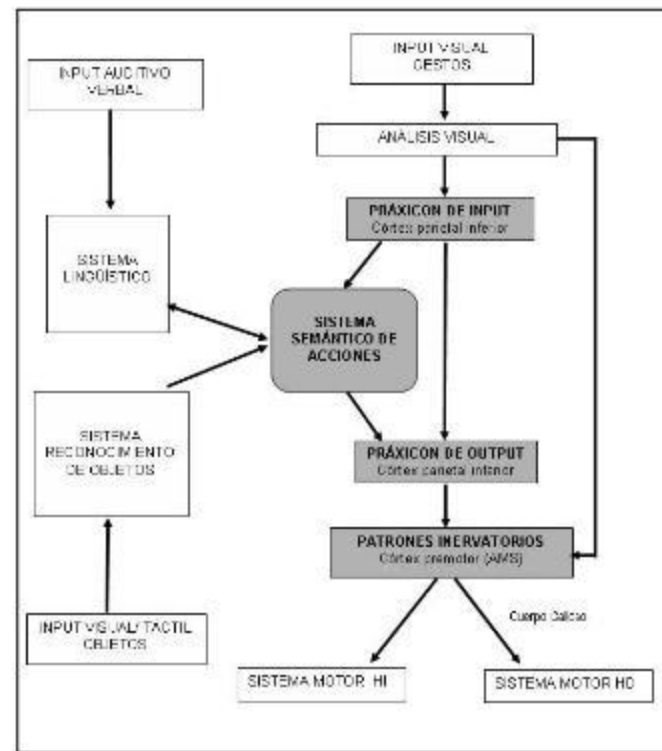 INPUT AUDITIVO
VERBAL
INPUT VISUAL
GESTOS
ANÁLISIS VISUAL
PRÁXICON DE INPUT
Córtex parietal inferior
SISTEMA
LINGÜÍSTICO
SISTEMA
SEMÁNTICO DE
ACCIONES
SISTEMA
RECONOCIMIENTO
DE OBJETOS
PRÁXICON DE OUTPUT
Córtex parietal inferior
PATRONES INERVATORIOS
Córtex premotor (AMS)
INPUT VISUAL/ TÁCTIL
OBJETOS
Cuerpo Calloso
SISTEMA MOTOR HI
SISTEMA MOTOR HD